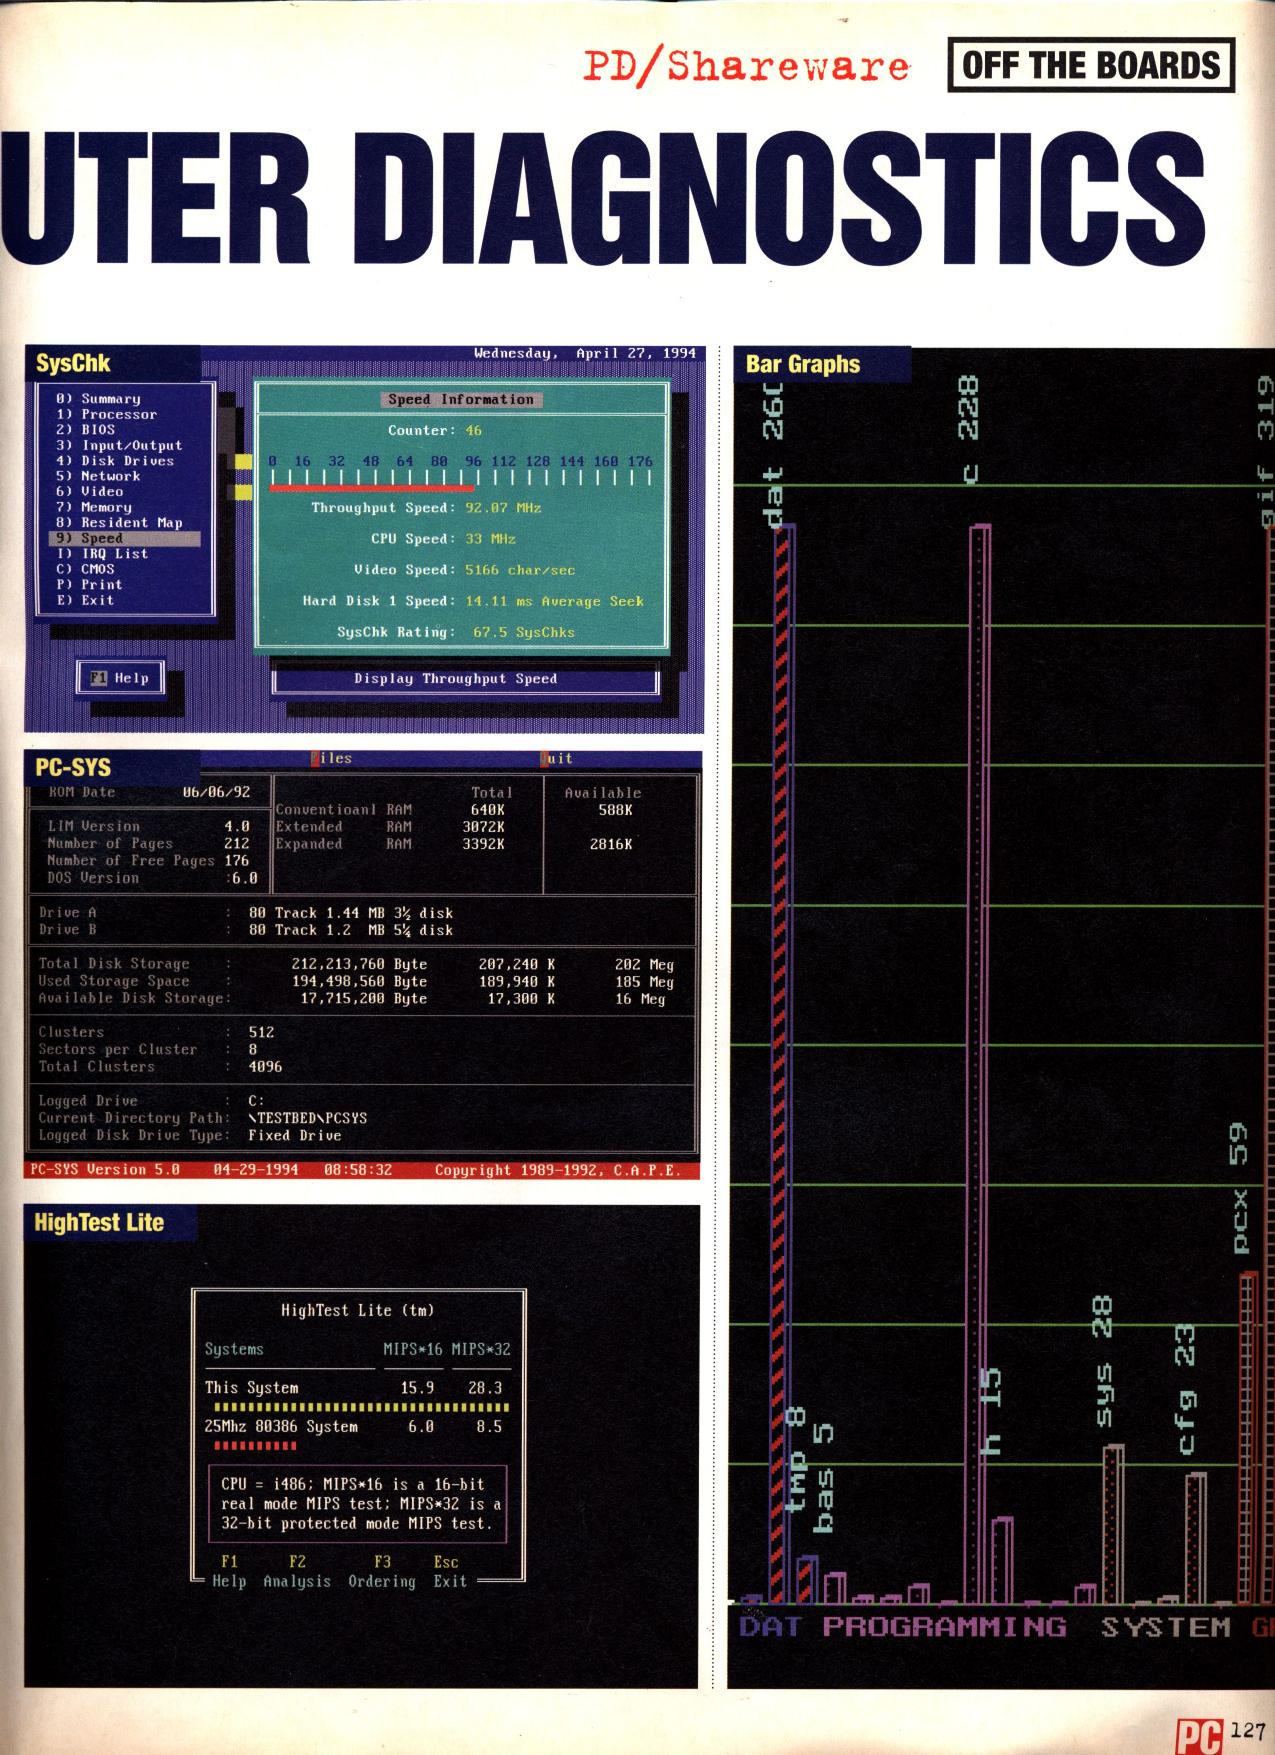 PD/Shareware OFF THE BOARDS
UTER DIAGNOSTICS
SysChk
Wednesday, April 27, 1994
0) Summary
1) Processor
2) BIOS
3) Input/Output
4) Disk Drives
5) Network
6) Video
7) Memory
8) Resident Map
9) Speed
I) IRQ List
C) CMOS
P) Print
E) Exit
F1 Help
Speed Information
Counter: 46
0 16 32 48 64 80 96 112 128 144 160 176
Throughput Speed: 92.07 MHz
CPU Speed: 33 MHz
Video Speed: 5166 char/sec
Hard Disk 1 Speed: 14.11 ms Average Seek
SysChk Rating: 67.5 SysChks
Display Throughput Speed
PC-SYS
iles uit
ROM Date 06/06/92
LIM Version 4.0
Number of Pages 212
Number of Free Pages 176
DOS Version :6.0
Total Available
Conventioanl RAM 640K 588K
Extended RAM 3072K
Expanded RAM 3392K 2816K
Drive A : 80 Track 1.44 MB 3½ disk
Drive B : 80 Track 1.2 MB 5¼ disk
Total Disk Storage : 212,213,760 Byte 207,240 K 202 Meg
Used Storage Space : 194,498,560 Byte 189,940 K 185 Meg
Available Disk Storage: 17,715,200 Byte 17,300 K 16 Meg
Clusters : 512
Sectors per Cluster : 8
Total Clusters : 4096
Logged Drive : C:
Current Directory Path: \TESTBED\PCSYS
Logged Disk Drive Type: Fixed Drive
PC-SYS Version 5.0 04-29-1994 08:58:32 Copyright 1989-1992, C.A.P.E.
HighTest Lite
HighTest Lite (tm)
Systems MIPS*16 MIPS*32
This System 15.9 28.3
25Mhz 80386 System 6.0 8.5
CPU = i486; MIPS*16 is a 16-bit
real mode MIPS test; MIPS*32 is a
32-bit protected mode MIPS test.
F1 F2 F3 Esc
Help Analysis Ordering Exit
Bar Graphs
dat 260
tmp 8
bas 5
c 228
h 15
sys 28
cfg 23
pcx 59
gif 319
DAT PROGRAMMING SYSTEM
PC 127